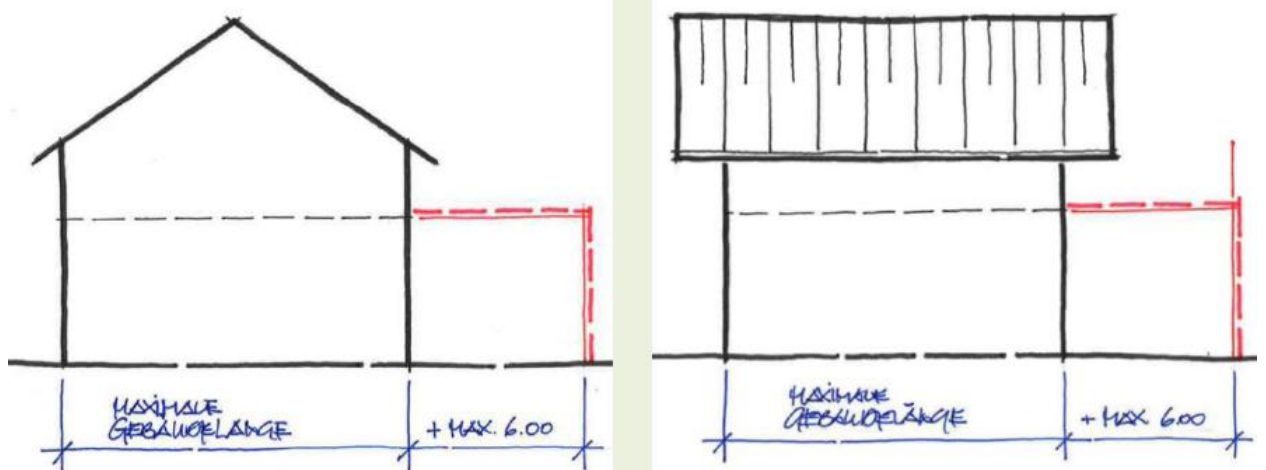 MAXIMALE
GEBÄUDELÄNGE
+ MAX. 6.00
MAXIMALE
GEBÄUDELÄNGE
+ MAX. 6.00